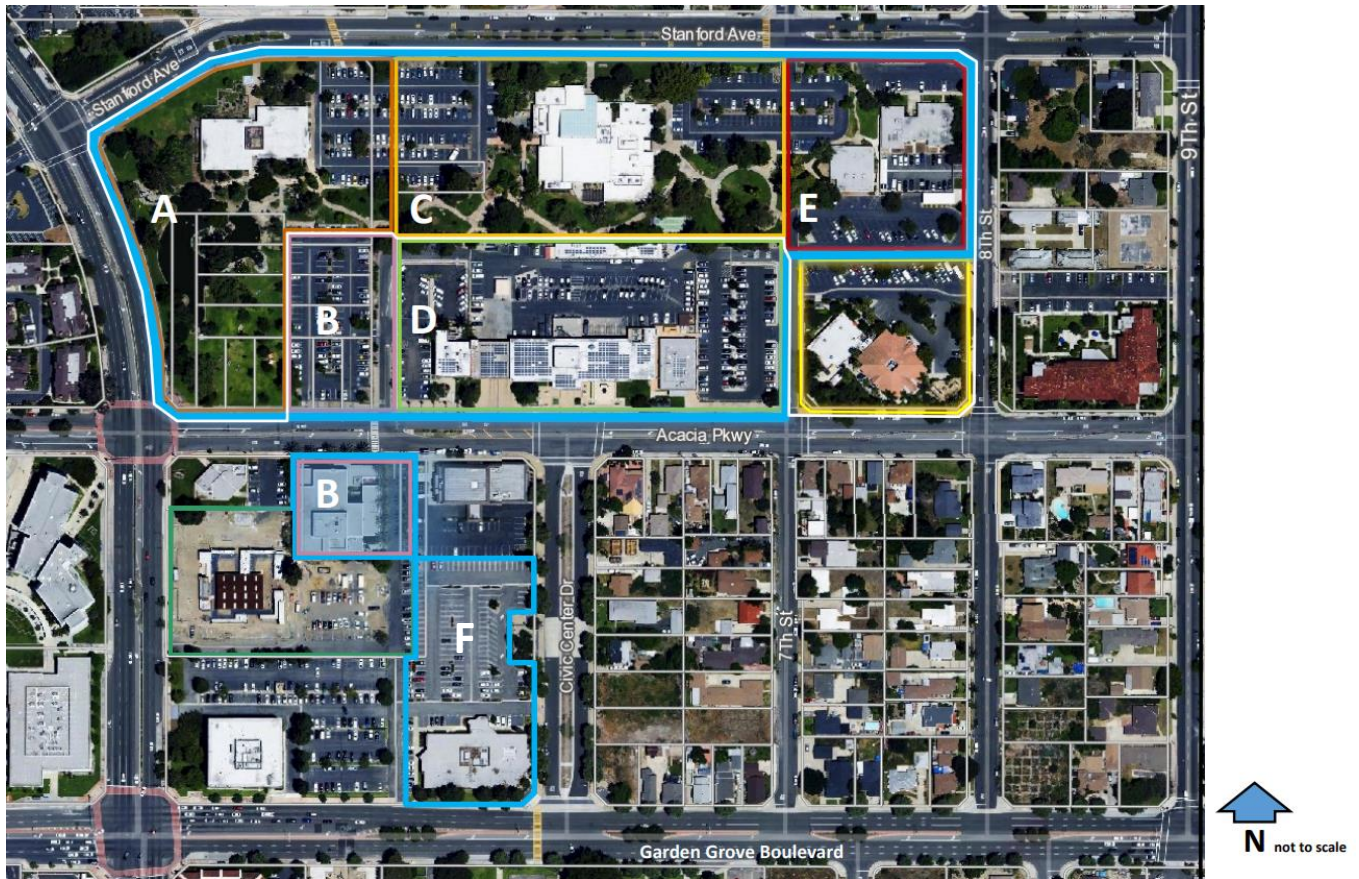 Stanford Ave
Stanford Ave
9Th St
A
C
E
8Th St
B
D
Acacia Pkwy
B
F
Civic Center Dr
7Th St
Garden Grove Boulevard
N not to scale